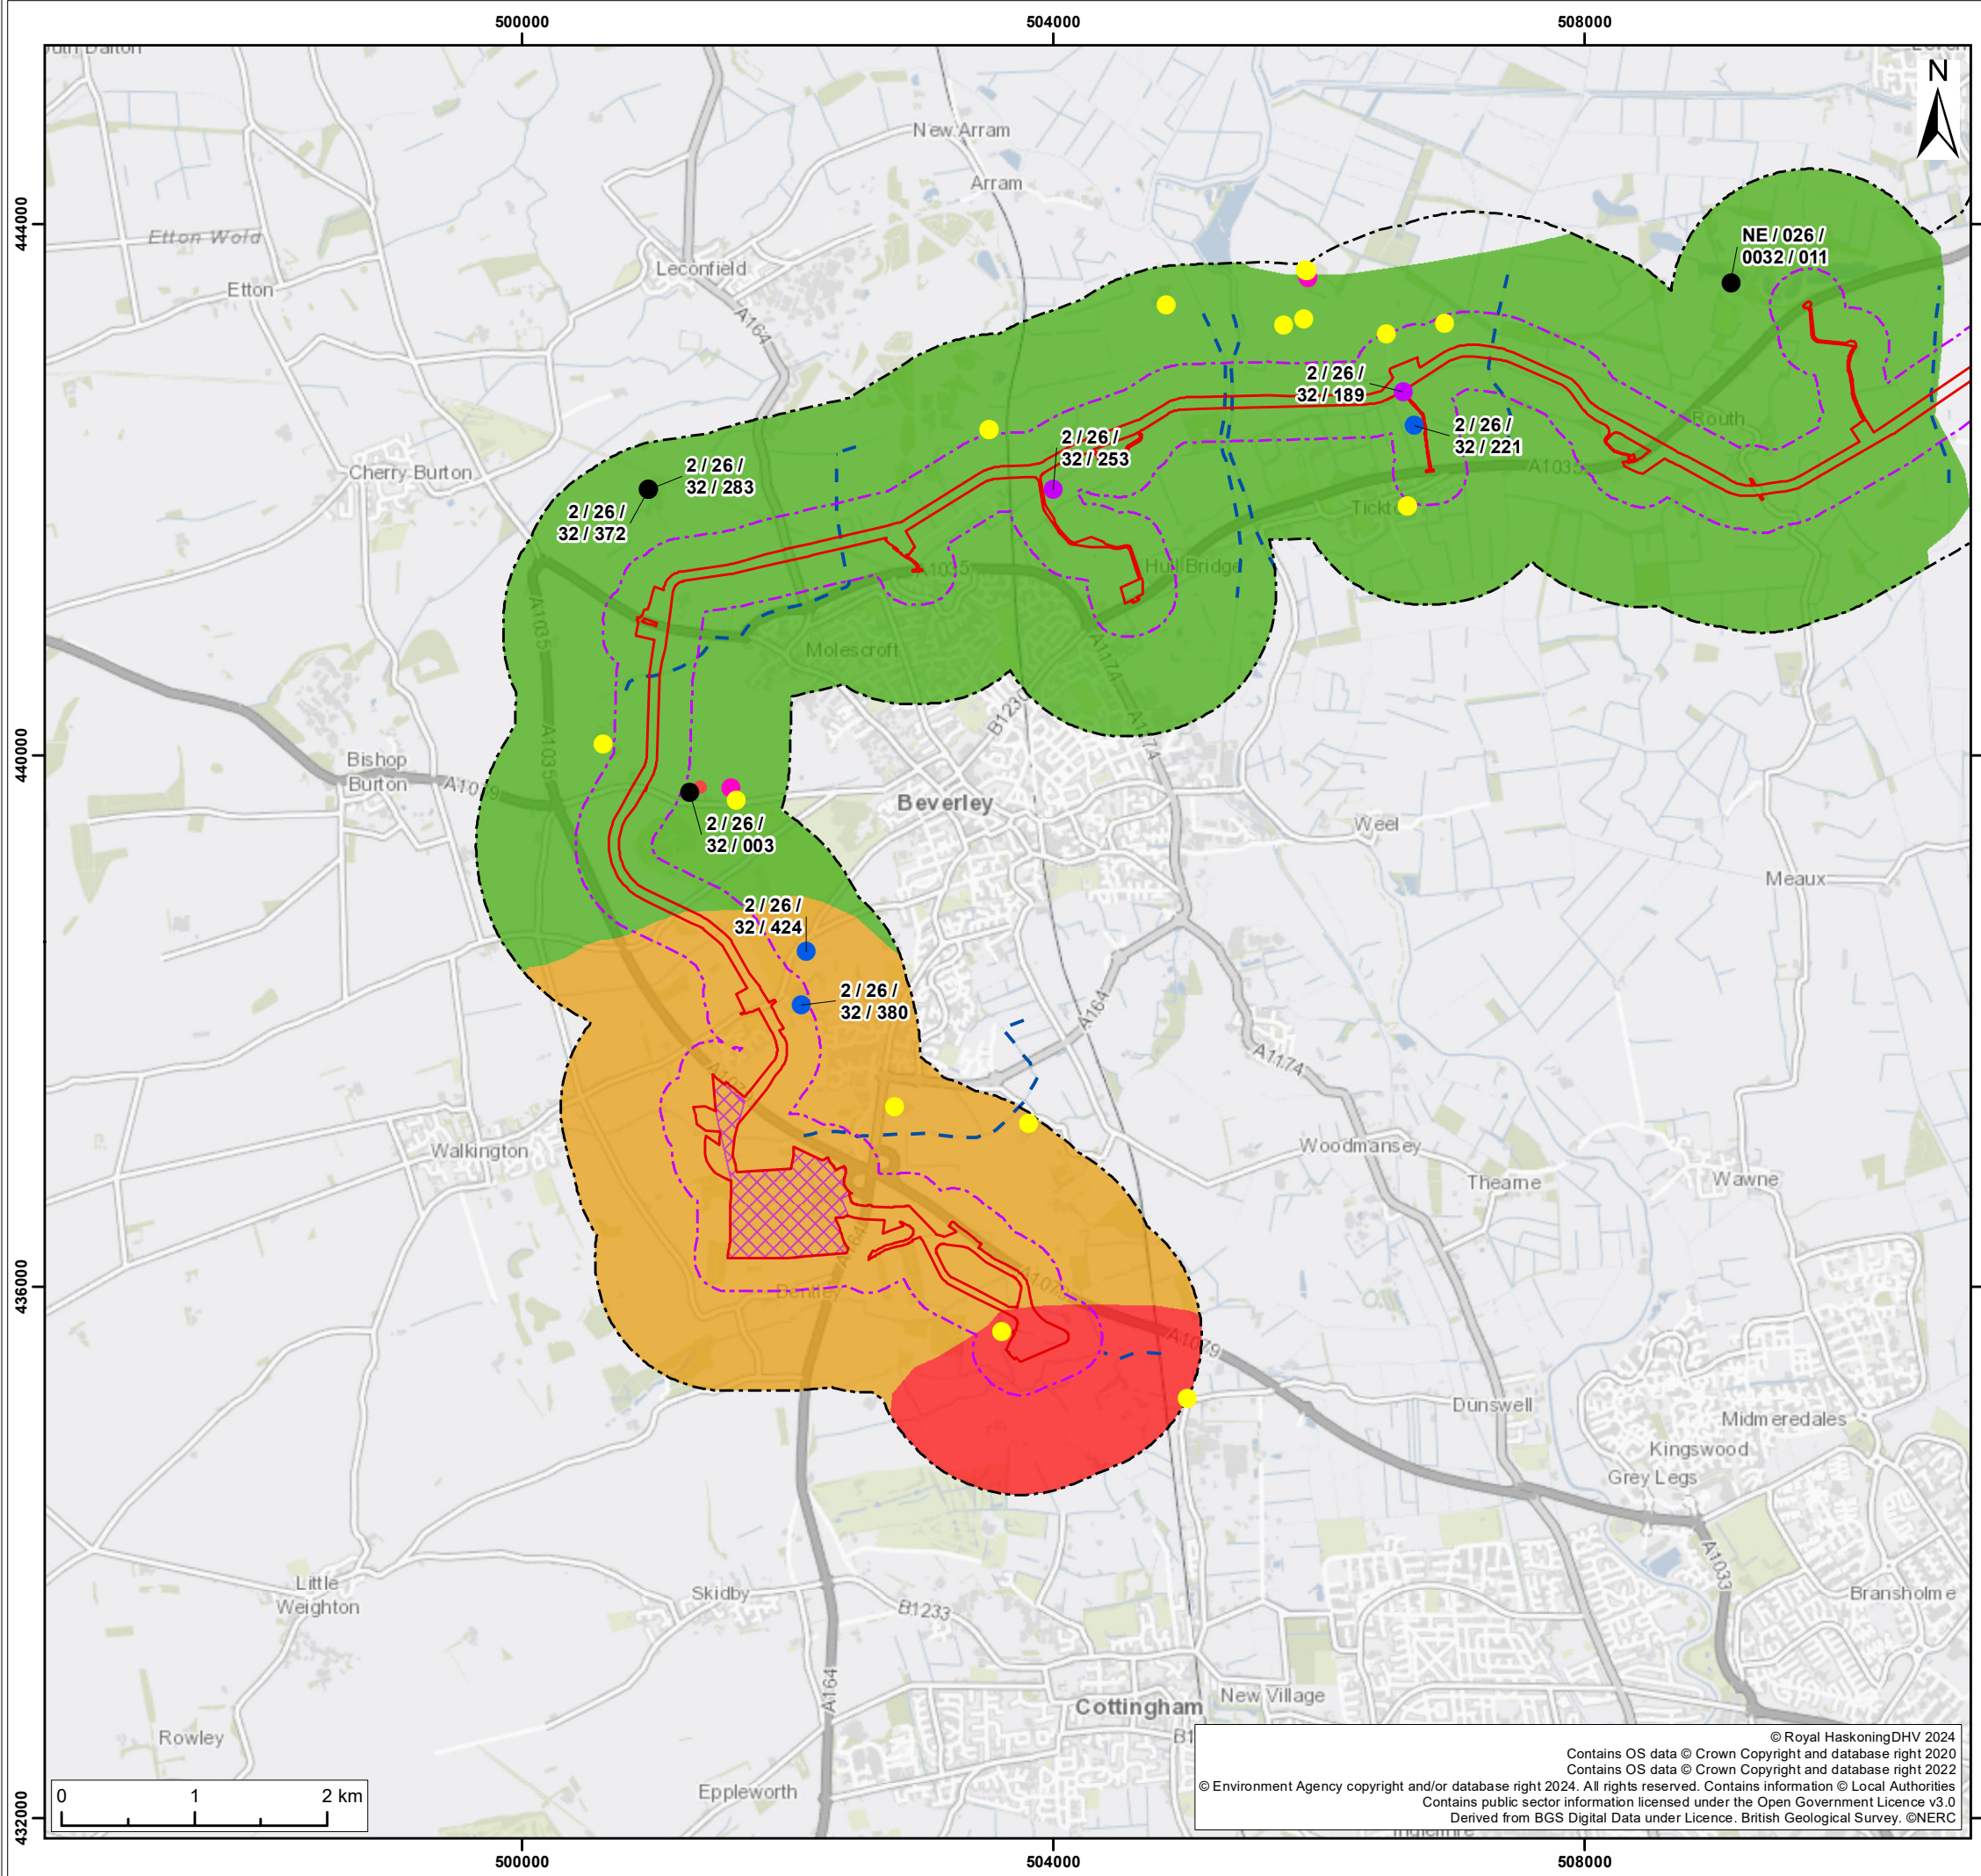 500000
504000
508000
N
New Arram
Arram
444000
Etton Wold
Leconfield
Etton
A164
NE / 026 /
0032 / 011
2 / 26 /
32 / 189
2 / 26 /
32 / 221
Routh
2 / 26 /
32 / 253
A1035
Cherry Burton
2 / 26 /
32 / 283
2 / 26 /
32 / 372
A1035
Hull Bridge
A1035
Molescroft
A1174
B1230
A1174
A1035
440000
Bishop
Burton
A1079
Beverley
Weel
2 / 26 /
32 / 003
Meaux
2 / 26 /
32 / 424
2 / 26 /
32 / 380
A164
A1174
Walkington
Woodmansey
Thearne
Wawne
436000
A164
Bentley
A1079
A1079
Dunswell
Midmeredales
Kingswood
Grey Legs
Little
Weighton
Skidby
B1233
A1033
Bransholme
A164
New Village
Cottingham
Rowley
Eppleworth
0 1 2 km
© Royal HaskoningDHV 2024
Contains OS data © Crown Copyright and database right 2020
Contains OS data © Crown Copyright and database right 2022
© Environment Agency copyright and/or database right 2024. All rights reserved. Contains information © Local Authorities
Contains public sector information licensed under the Open Government Licence v3.0
Derived from BGS Digital Data under Licence. British Geological Survey. ©NERC
432000
500000
504000
508000